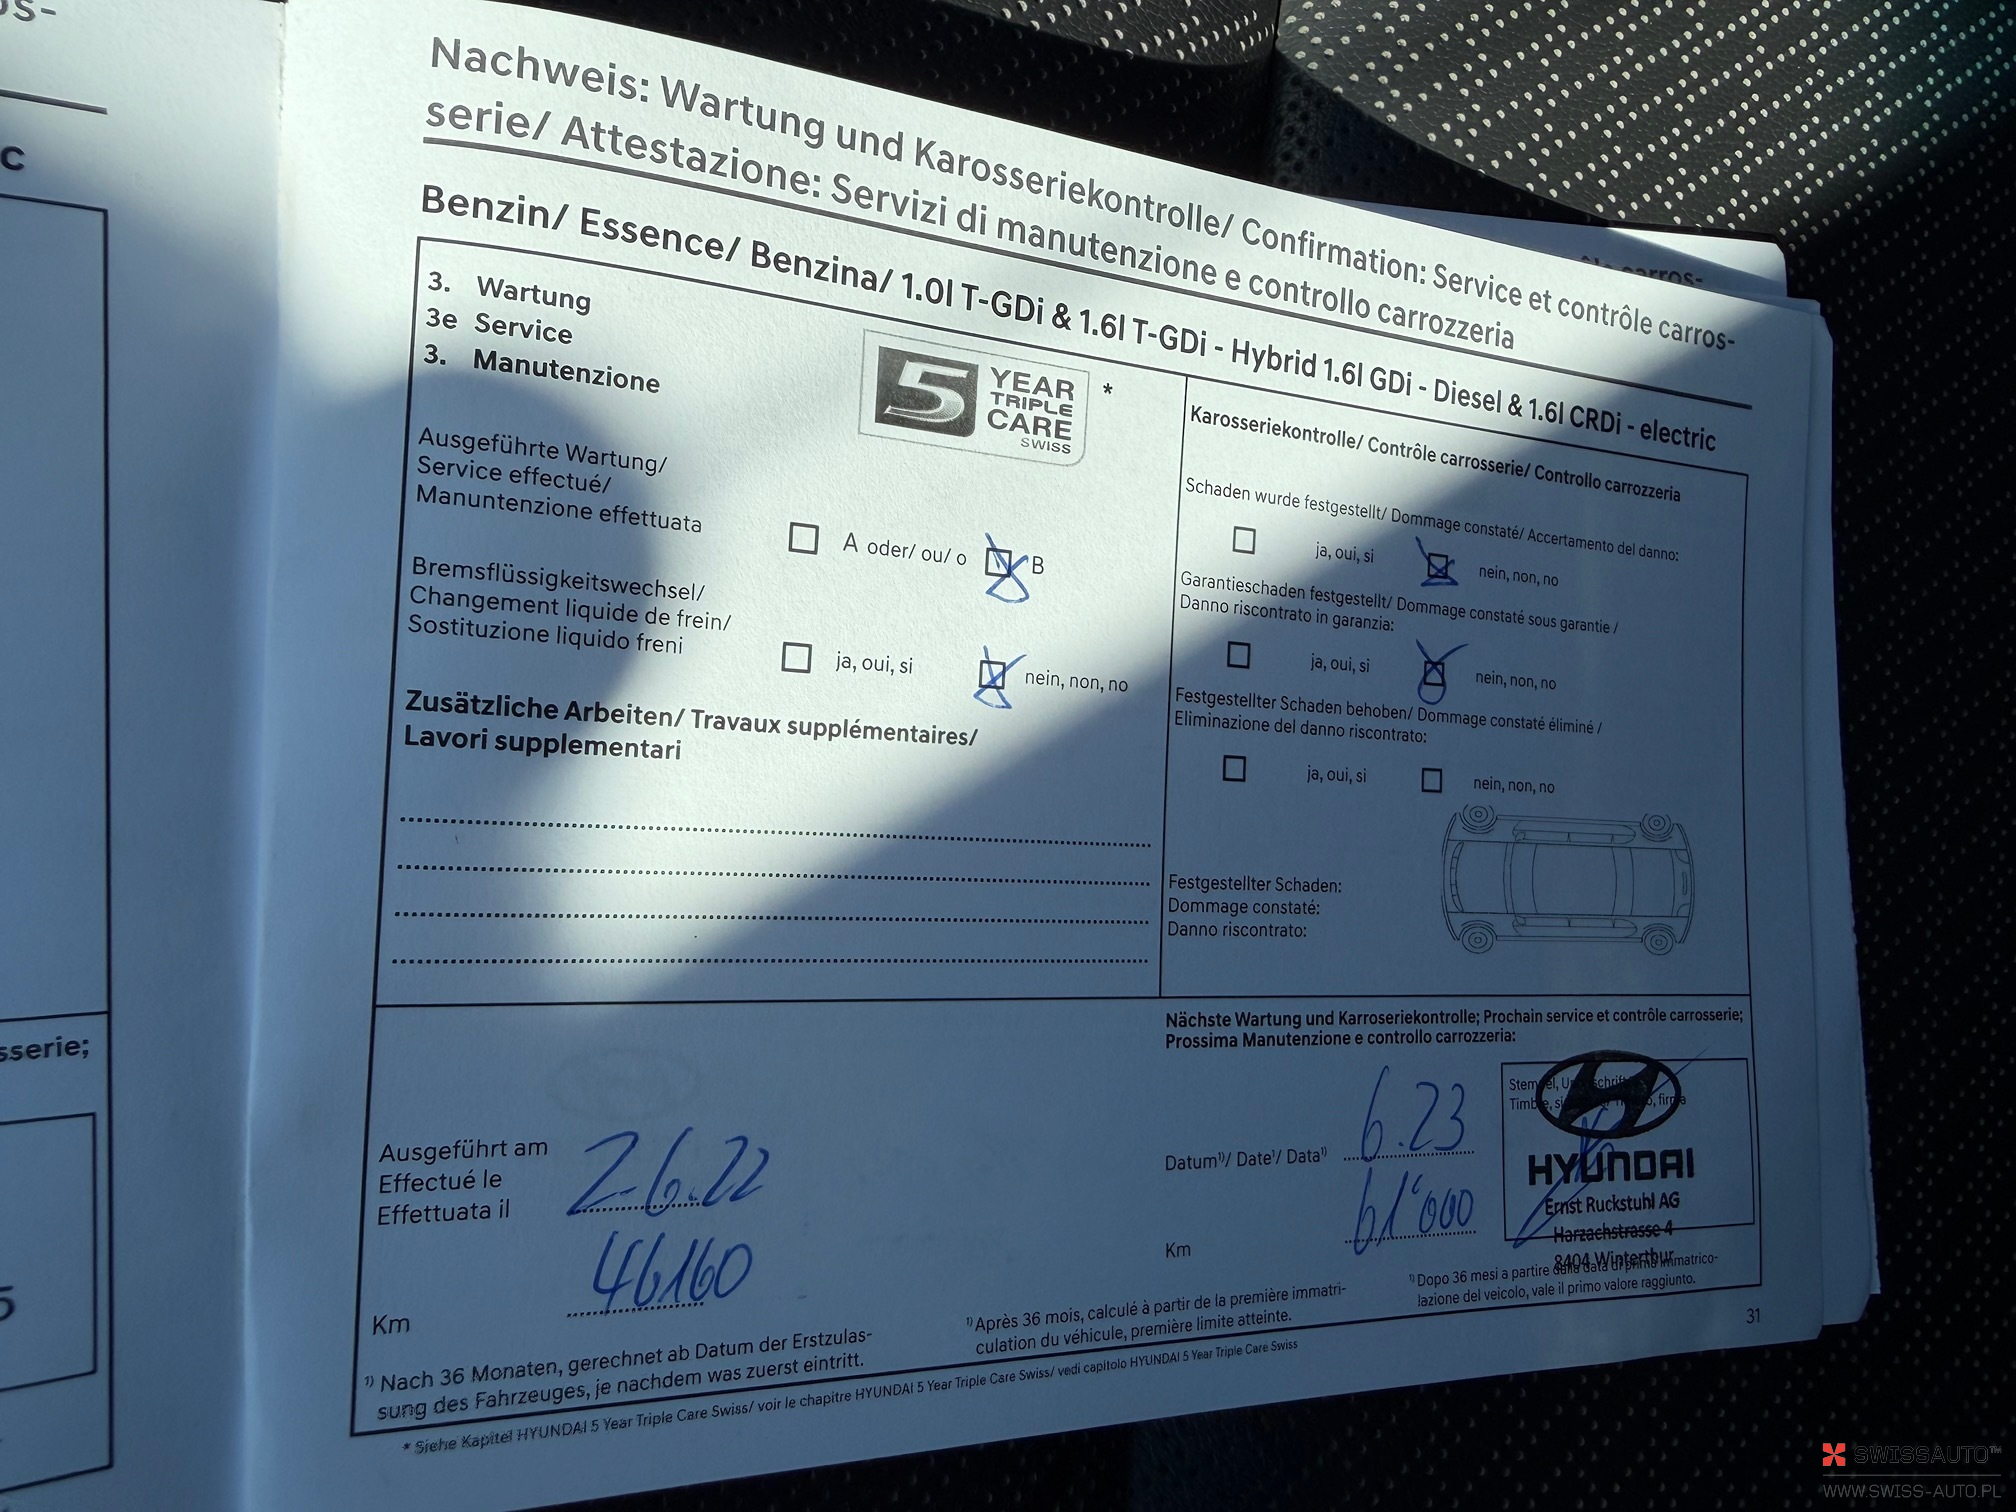 os-
c
sserie;
5
Nachweis: Wartung und Karosseriekontrolle/ Confirmation: Service et contrôle carros-
serie/ Attestazione: Servizi di manutenzione e controllo carrozzeria
Benzin/ Essence/ Benzina/ 1.0l T-GDi & 1.6l T-GDi - Hybrid 1.6l GDi - Diesel & 1.6l CRDi - electric
3. Wartung
3e Service
3. Manutenzione
5 YEAR
TRIPLE
CARE
SWISS
*
Ausgeführte Wartung/
Service effectué/
Manuntenzione effettuata
A oder/ ou/ o
B
Bremsflüssigkeitswechsel/
Changement liquide de frein/
Sostituzione liquido freni
ja, oui, si
nein, non, no
Zusätzliche Arbeiten/ Travaux supplémentaires/
Lavori supplementari
Karosseriekontrolle/ Contrôle carrosserie/ Controllo carrozzeria
Schaden wurde festgestellt/ Dommage constaté/ Accertamento del danno:
ja, oui, si
nein, non, no
Garantieschaden festgestellt/ Dommage constaté sous garantie /
Danno riscontrato in garanzia:
ja, oui, si
nein, non, no
Festgestellter Schaden behoben/ Dommage constaté éliminé /
Eliminazione del danno riscontrato:
ja, oui, si
nein, non, no
Festgestellter Schaden:
Dommage constaté:
Danno riscontrato:
Ausgeführt am
Effectué le
Effettuata il
2.6.22
Km
46160
Nächste Wartung und Karroseriekontrolle; Prochain service et contrôle carrosserie;
Prossima Manutenzione e controllo carrozzeria:
Datum¹⁾/ Date¹/ Data¹⁾
6.23
Km
61'000
HYUNDAI
Ernst Ruckstuhl AG
Harzachstrasse 4
8404 Winterthur
¹⁾ Nach 36 Monaten, gerechnet ab Datum der Erstzulas-
sung des Fahrzeuges, je nachdem was zuerst eintritt.
¹⁾ Après 36 mois, calculé à partir de la première immatri-
culation du véhicule, première limite atteinte.
¹⁾ Dopo 36 mesi a partire dalla data di prima immatrico-
lazione del veicolo, vale il primo valore raggiunto.
* Siehe Kapitel HYUNDAI 5 Year Triple Care Swiss/ voir le chapitre HYUNDAI 5 Year Triple Care Swiss/ vedi capitolo HYUNDAI 5 Year Triple Care Swiss
31
SWISSAUTO™
WWW.SWISS-AUTO.PL